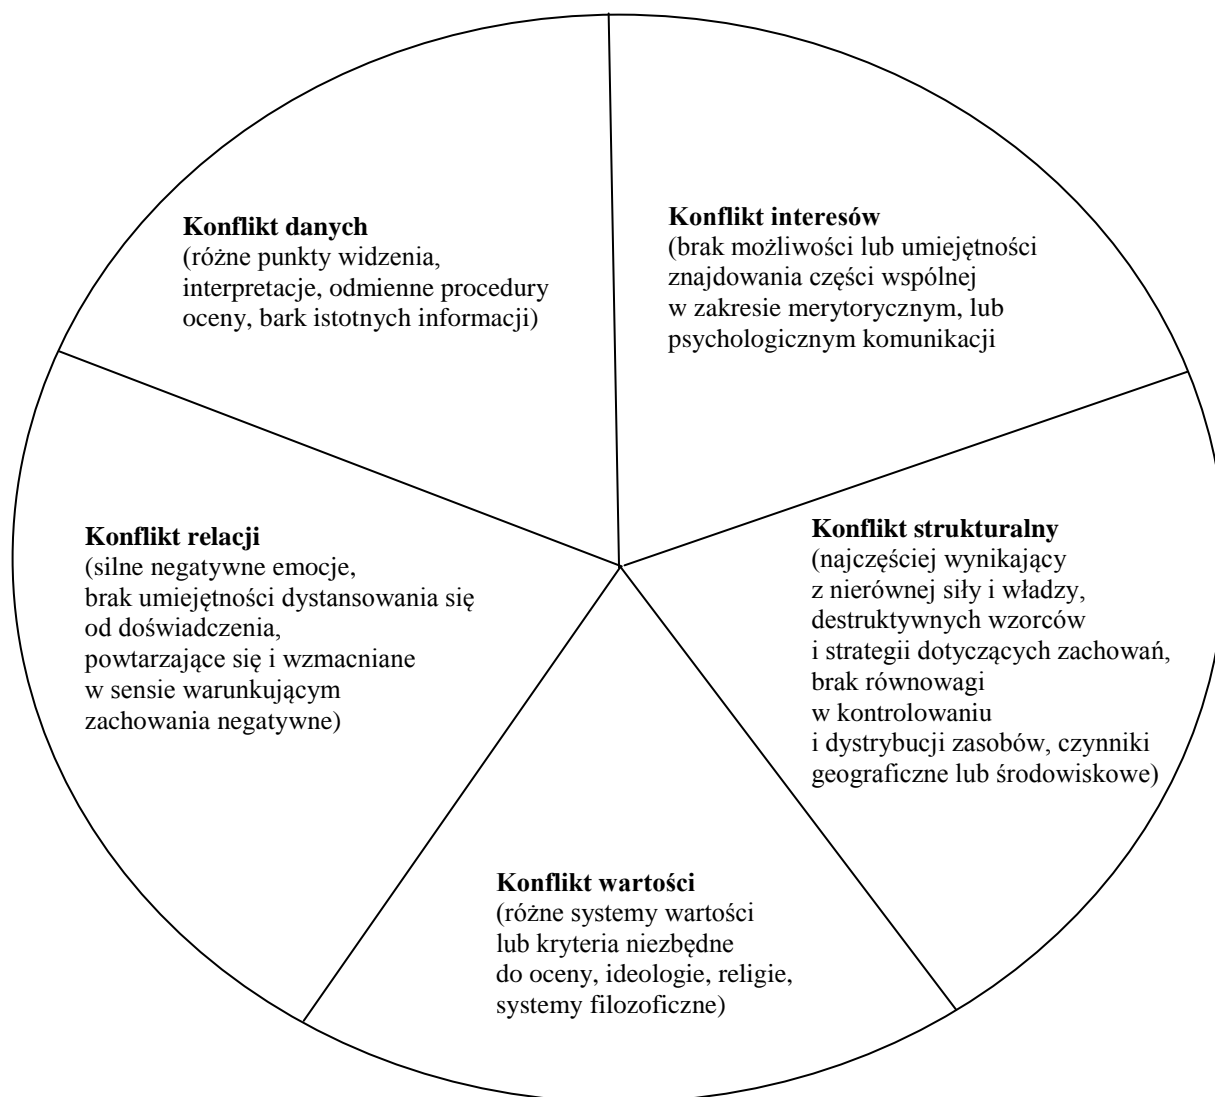 Konflikt danych
(różne punkty widzenia,
interpretacje, odmienne procedury
oceny, bark istotnych informacji)
Konflikt interesów
(brak możliwości lub umiejętności
znajdowania części wspólnej
w zakresie merytorycznym, lub
psychologicznym komunikacji
Konflikt relacji
(silne negatywne emocje,
brak umiejętności dystansowania się
od doświadczenia,
powtarzające się i wzmacniane
w sensie warunkującym
zachowania negatywne)
Konflikt strukturalny
(najczęściej wynikający
z nierównej siły i władzy,
destruktywnych wzorców
i strategii dotyczących zachowań,
brak równowagi
w kontrolowaniu
i dystrybucji zasobów, czynniki
geograficzne lub środowiskowe)
Konflikt wartości
(różne systemy wartości
lub kryteria niezbędne
do oceny, ideologie, religie,
systemy filozoficzne)